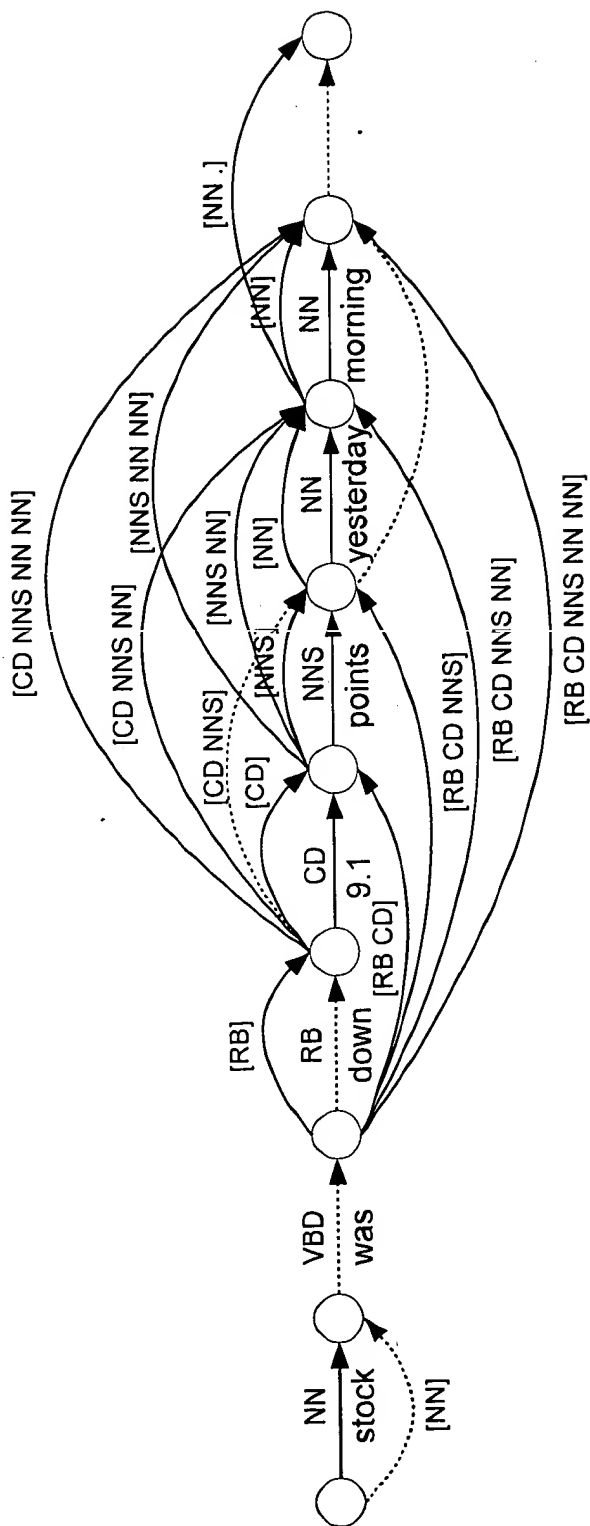 [CD NNS NN NN]
[NNS NN NN]
[CD NNS NN]
[NNS NN]
[NN .]
[NN]
[NN]
[CD NNS]
[NNS]
[CD]
[RB]
NN
VBD
RB
CD
NNS
NN
NN
stock
was
down
9.1
points
yesterday
morning
[NN]
[RB CD]
[RB CD NNS]
[RB CD NNS NN]
[RB CD NNS NN NN]